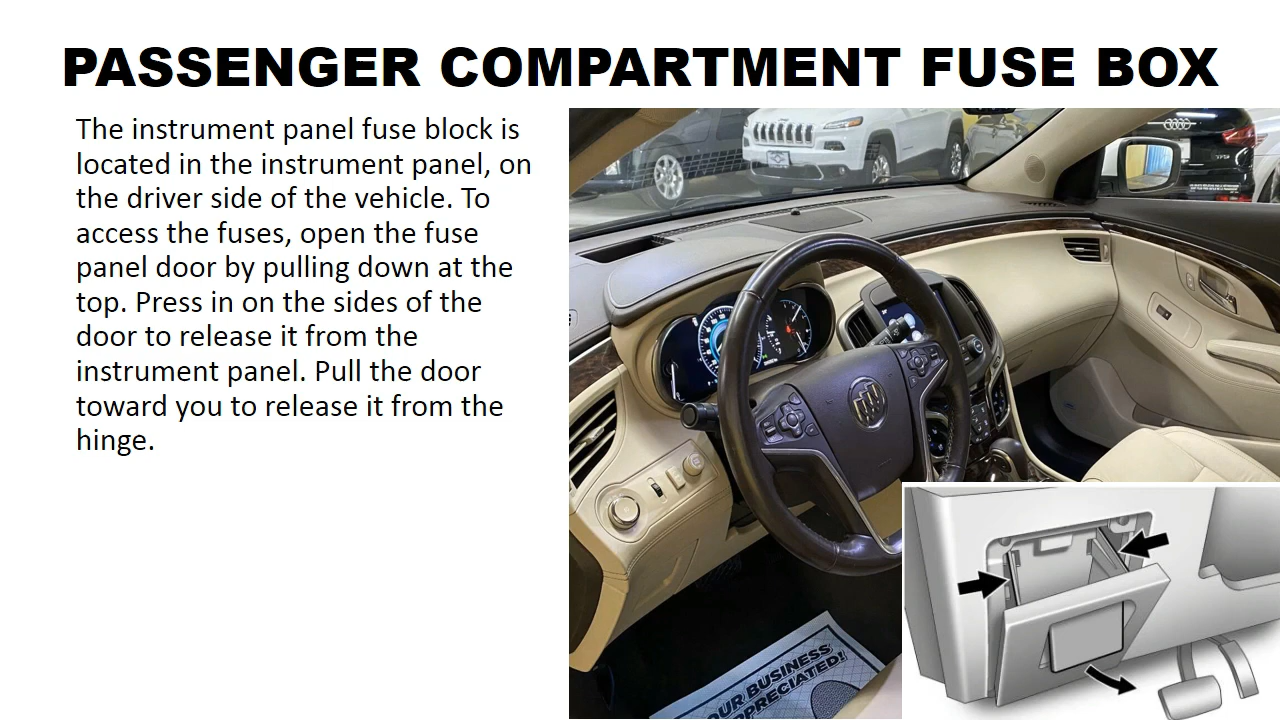 PASSENGER COMPARTMENT FUSE BOX
The instrument panel fuse block is
located in the instrument panel, on
the driver side of the vehicle. To
access the fuses, open the fuse
panel door by pulling down at the
top. Press in on the sides of the
door to release it from the
instrument panel. Pull the door
toward you to release it from the
hinge.
OUR BUSINESS
PPRECIATED!